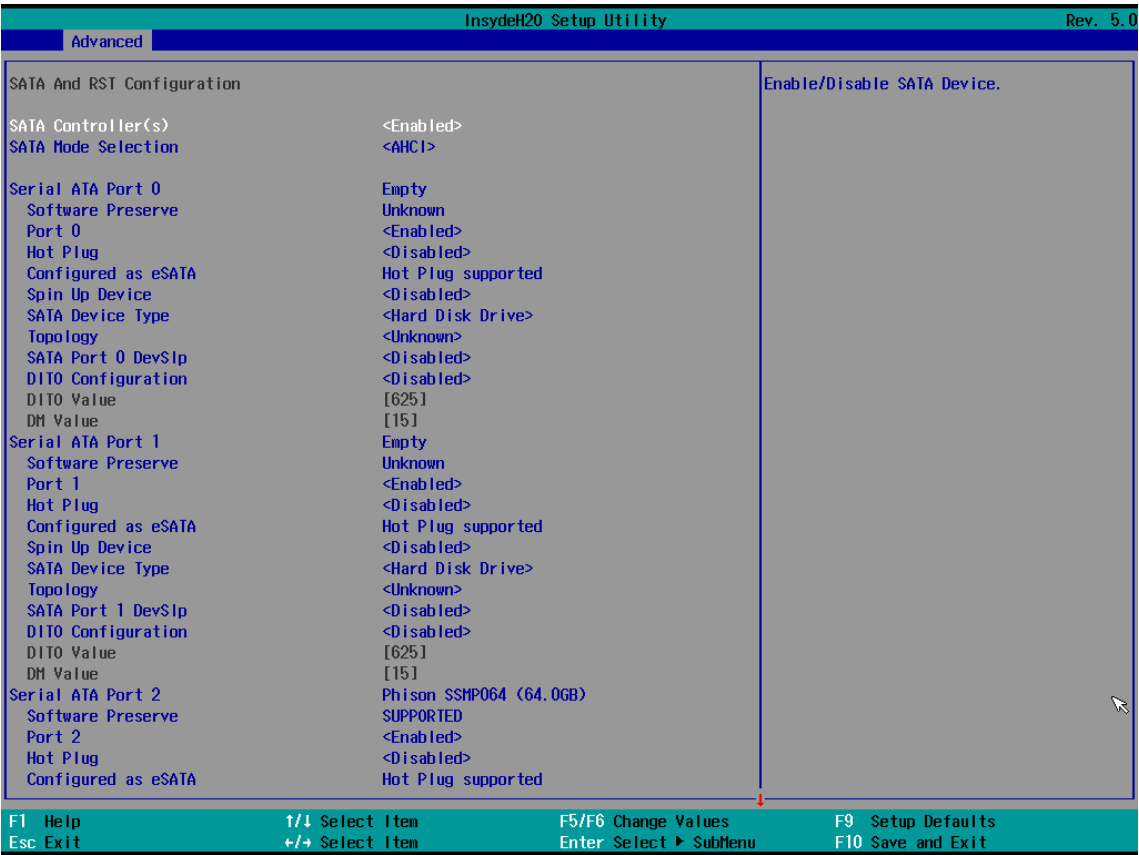 InsydeH20 Setup Utility Rev. 5.0
Advanced
SATA And RST Configuration Enable/Disable SATA Device.
SATA Controller(s) <Enabled>
SATA Mode Selection <AHCI>
Serial ATA Port 0 Empty
Software Preserve Unknown
Port 0 <Enabled>
Hot Plug <Disabled>
Configured as eSATA Hot Plug supported
Spin Up Device <Disabled>
SATA Device Type <Hard Disk Drive>
Topology <Unknown>
SATA Port 0 DevSlp <Disabled>
DITO Configuration <Disabled>
DITO Value [625]
DM Value [15]
Serial ATA Port 1 Empty
Software Preserve Unknown
Port 1 <Enabled>
Hot Plug <Disabled>
Configured as eSATA Hot Plug supported
Spin Up Device <Disabled>
SATA Device Type <Hard Disk Drive>
Topology <Unknown>
SATA Port 1 DevSlp <Disabled>
DITO Configuration <Disabled>
DITO Value [625]
DM Value [15]
Serial ATA Port 2 Phison SSMP064 (64.0GB)
Software Preserve SUPPORTED
Port 2 <Enabled>
Hot Plug <Disabled>
Configured as eSATA Hot Plug supported
F1 Help ↑/↓ Select Item F5/F6 Change Values F9 Setup Defaults
Esc Exit ←/→ Select Item Enter Select ▶ SubMenu F10 Save and Exit